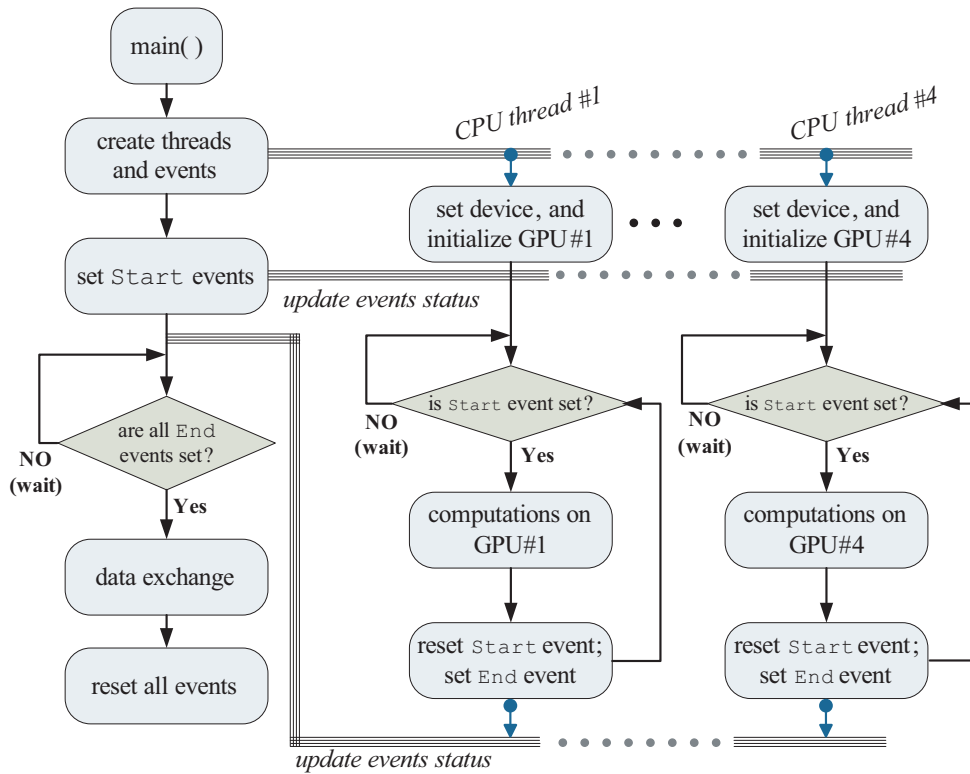 main( )
create threads
and events
set Start events
update events status
are all End
events set?
NO
(wait)
Yes
data exchange
reset all events
CPU thread #1
set device, and
initialize GPU#1
is Start event set?
NO
(wait)
Yes
computations on
GPU#1
reset Start event;
set End event
CPU thread #4
set device, and
initialize GPU#4
is Start event set?
NO
(wait)
Yes
computations on
GPU#4
reset Start event;
set End event
update events status